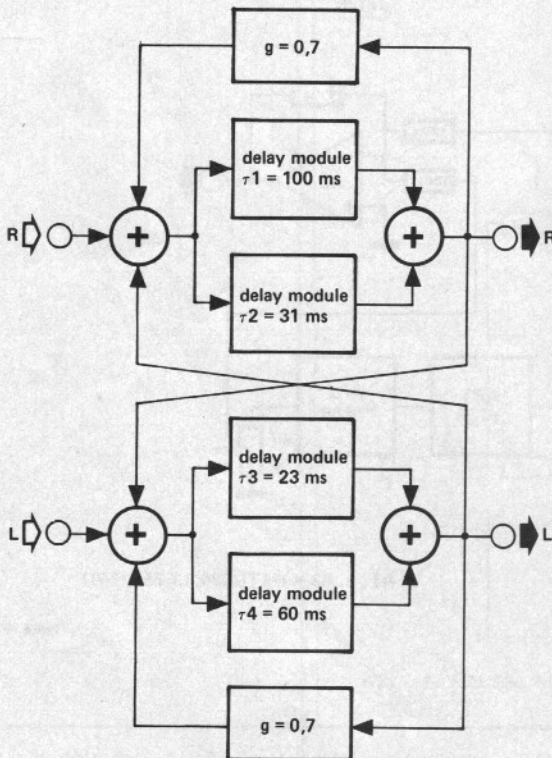 g = 0,7
delay module
τ1 = 100 ms
R + + R
delay module
τ2 = 31 ms
delay module
τ3 = 23 ms
L + + L
delay module
τ4 = 60 ms
g = 0,7